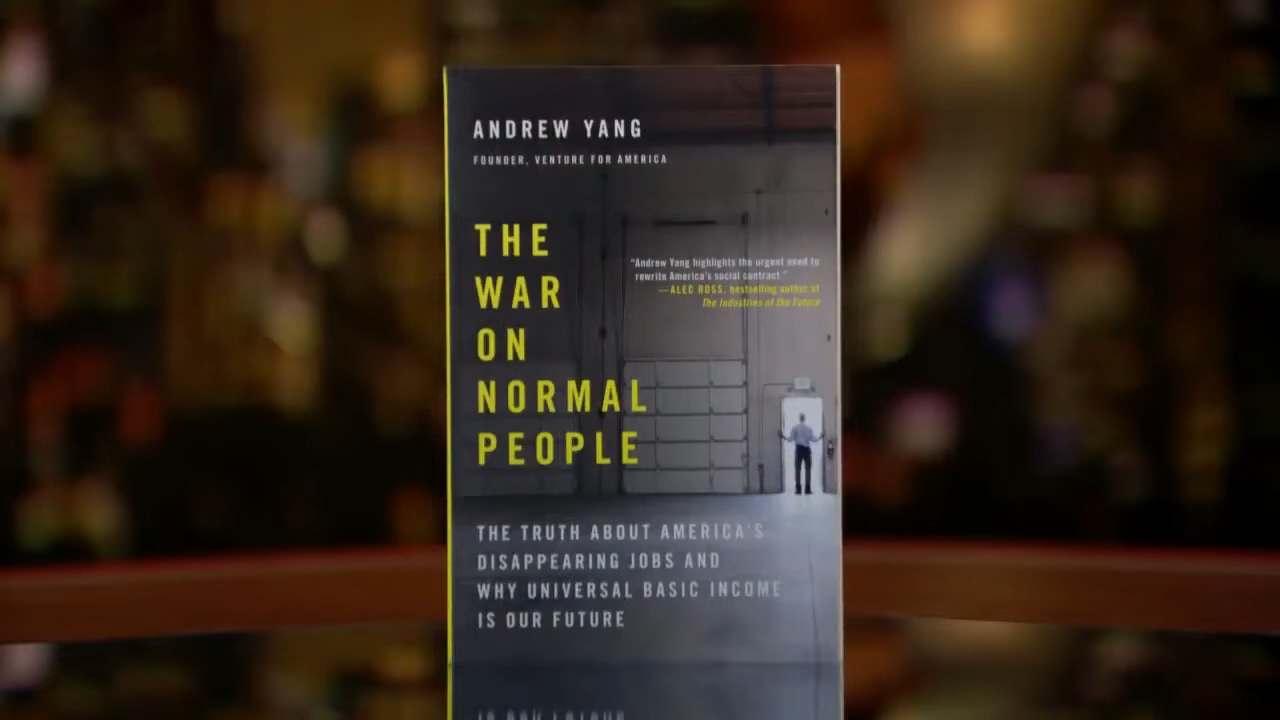 ANDREW YANG
FOUNDER, VENTURE FOR AMERICA
THE
WAR
ON
NORMAL
PEOPLE
"Andrew Yang highlights the urgent need to
rewrite America's social contract."
—ALEC ROSS, bestselling author of
The Industries of the Future
THE TRUTH ABOUT AMERICA'S
DISAPPEARING JOBS AND
WHY UNIVERSAL BASIC INCOME
IS OUR FUTURE